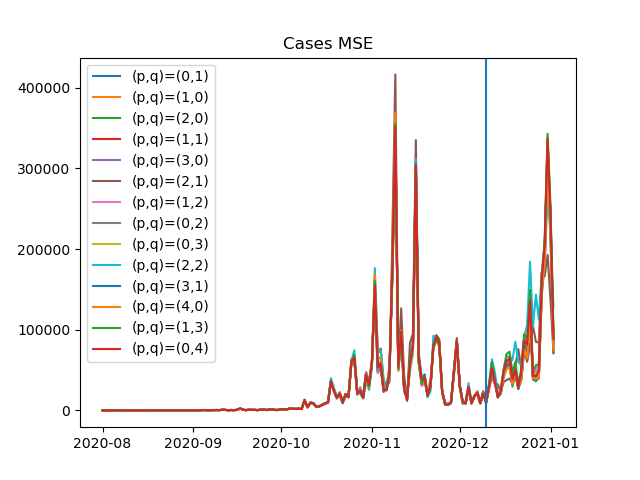 Cases MSE
400000
300000
200000
100000
0
(p,q)=(0,1)
(p,q)=(1,0)
(p,q)=(2,0)
(p,q)=(1,1)
(p,q)=(3,0)
(p,q)=(2,1)
(p,q)=(1,2)
(p,q)=(0,2)
(p,q)=(0,3)
(p,q)=(2,2)
(p,q)=(3,1)
(p,q)=(4,0)
(p,q)=(1,3)
(p,q)=(0,4)
2020-08 2020-09 2020-10 2020-11 2020-12 2021-01